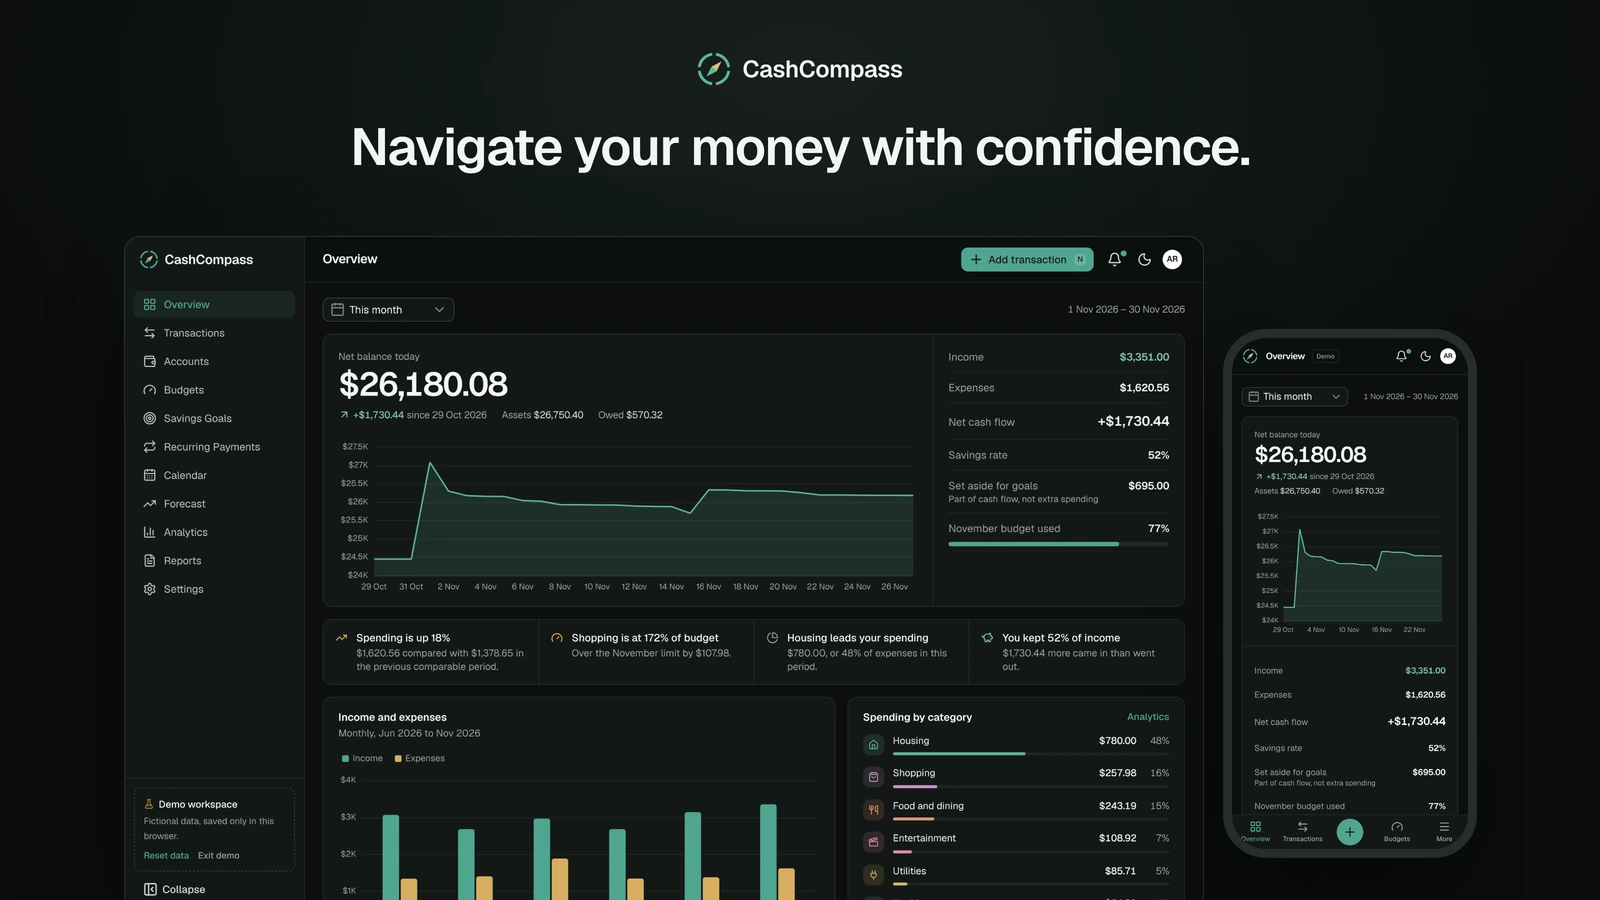 CashCompass
Navigate your money with confidence.
CashCompass
Overview
Transactions
Accounts
Budgets
Savings Goals
Recurring Payments
Calendar
Forecast
Analytics
Reports
Settings
Demo workspace
Fictional data, saved only in this
browser.
Reset data Exit demo
Collapse
Overview
Add transaction N
AR
This month
1 Nov 2026 – 30 Nov 2026
Net balance today
$26,180.08
+$1,730.44 since 29 Oct 2026 Assets $26,750.40 Owed $570.32
$27.5K
$27K
$26.5K
$26K
$25.5K
$25K
$24.5K
$24K
29 Oct 31 Oct 2 Nov 4 Nov 6 Nov 8 Nov 10 Nov 12 Nov 14 Nov 16 Nov 18 Nov 20 Nov 22 Nov 24 Nov 26 Nov
Income $3,351.00
Expenses $1,620.56
Net cash flow +$1,730.44
Savings rate 52%
Set aside for goals $695.00
Part of cash flow, not extra spending
November budget used 77%
Spending is up 18%
$1,620.56 compared with $1,378.65 in
the previous comparable period.
Shopping is at 172% of budget
Over the November limit by $107.98.
Housing leads your spending
$780.00, or 48% of expenses in this
period.
You kept 52% of income
$1,730.44 more came in than went
out.
Income and expenses
Monthly, Jun 2026 to Nov 2026
Income Expenses
$4K
$3K
$2K
$1K
Spending by category Analytics
Housing $780.00 48%
Shopping $257.98 16%
Food and dining $243.19 15%
Entertainment $108.92 7%
Utilities $85.71 5%
Overview Demo AR
This month 1 Nov 2026 – 30 Nov 2026
Net balance today
$26,180.08
+$1,730.44 since 29 Oct 2026
Assets $26,750.40 Owed $570.32
$27.5K
$27K
$26.5K
$26K
$25.5K
$25K
$24.5K
$24K
29 Oct 4 Nov 10 Nov 16 Nov 22 Nov
Income $3,351.00
Expenses $1,620.56
Net cash flow +$1,730.44
Savings rate 52%
Set aside for goals $695.00
Part of cash flow, not extra spending
November budget used 77%
Overview Transactions Budgets More